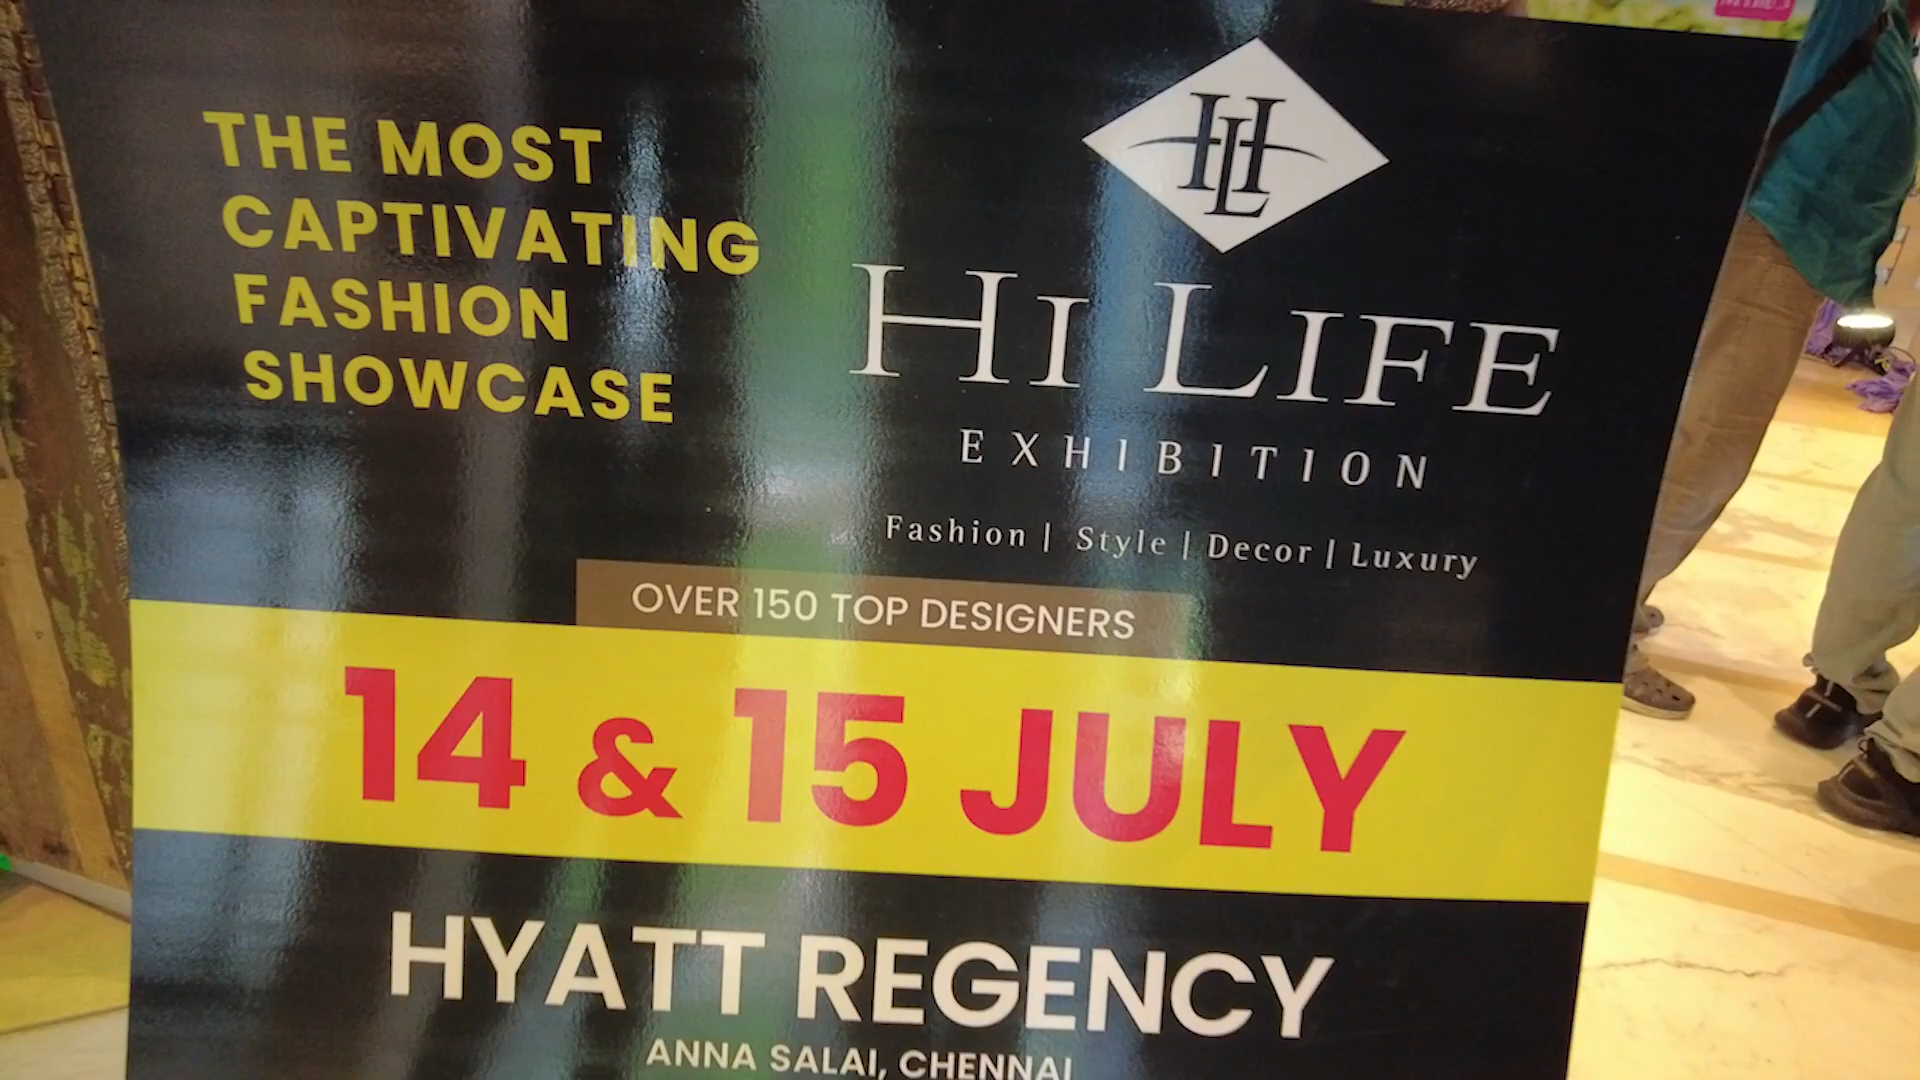 THE MOST
CAPTIVATING
FASHION
SHOWCASE
HL
HI LIFE
EXHIBITION
Fashion | Style | Decor | Luxury
OVER 150 TOP DESIGNERS
14 & 15 JULY
HYATT REGENCY
ANNA SALAI, CHENNAI